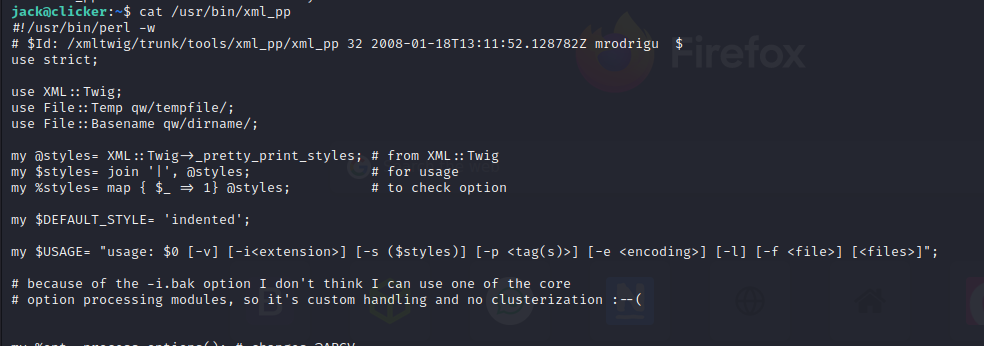 jack@clicker:~$ cat /usr/bin/xml_pp
#!/usr/bin/perl -w
# $Id: /xmltwig/trunk/tools/xml_pp/xml_pp 32 2008-01-18T13:11:52.128782Z mrodrigu  $
use strict;

use XML::Twig;
use File::Temp qw/tempfile/;
use File::Basename qw/dirname/;

my @styles= XML::Twig->_pretty_print_styles; # from XML::Twig
my $styles= join '|', @styles;               # for usage
my %styles= map { $_ => 1} @styles;          # to check option

my $DEFAULT_STYLE= 'indented';

my $USAGE= "usage: $0 [-v] [-i<extension>] [-s ($styles)] [-p <tag(s)>] [-e <encoding>] [-l] [-f <file>] [<files>]";

# because of the -i.bak option I don't think I can use one of the core
# option processing modules, so it's custom handling and no clusterization :--(

Firefox